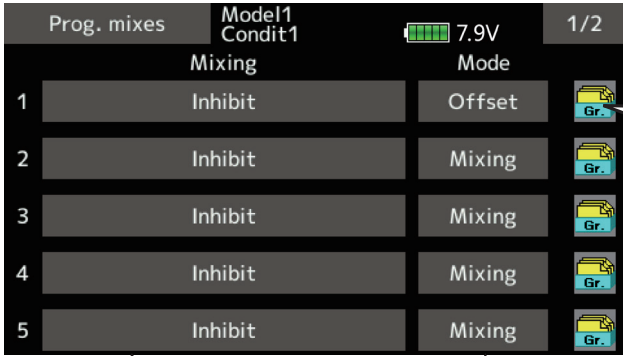 Prog. mixes Model1 Condit1 7.9V 1/2
Mixing Mode
1 Inhibit Offset Gr.
2 Inhibit Mixing Gr.
3 Inhibit Mixing Gr.
4 Inhibit Mixing Gr.
5 Inhibit Mixing Gr.